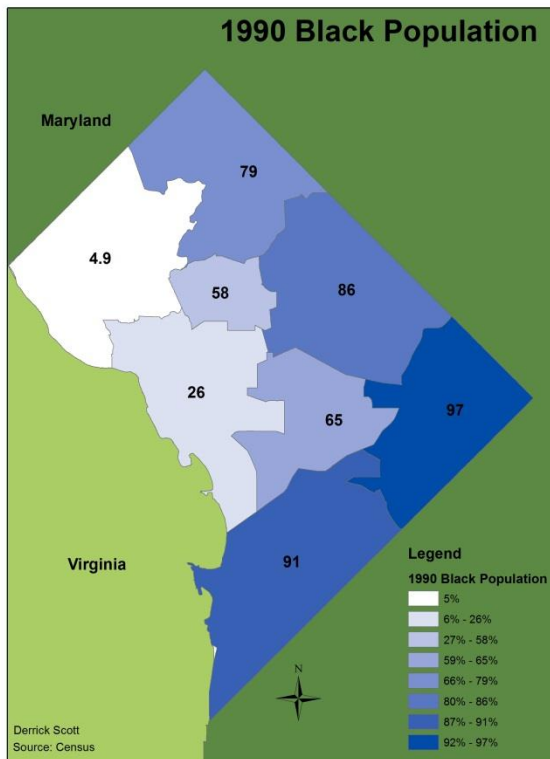 1990 Black Population
Maryland
79
4.9
58
86
26
65
97
Virginia
91
Legend
1990 Black Population
5%
6% - 26%
27% - 58%
59% - 65%
66% - 79%
80% - 86%
87% - 91%
92% - 97%
N
Derrick Scott
Source: Census